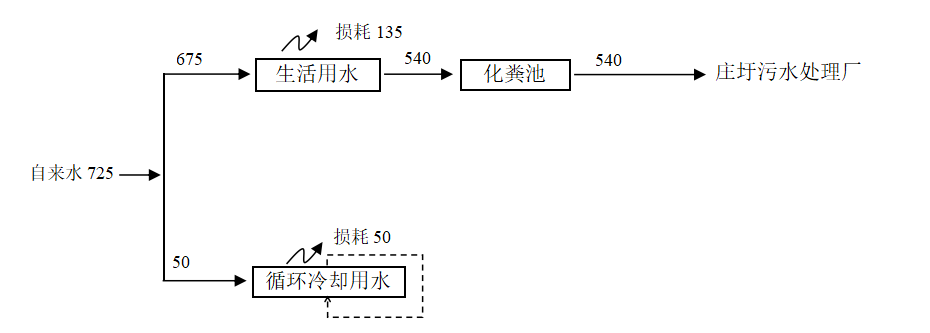 损耗 135
675
生活用水
540
化粪池
540
庄圩污水处理厂
自来水 725
损耗 50
50
循环冷却用水